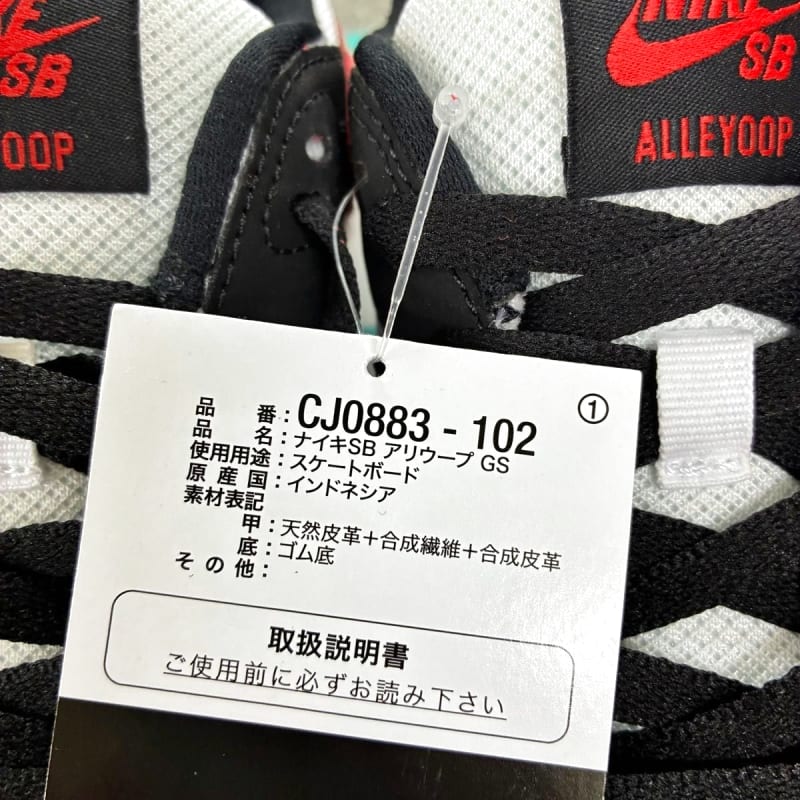 KE
SB
OOP
NIKE
SB
ALLEYOOP
①
品 番：CJ0883 - 102
品 名：ナイキSB アリウープ GS
使用用途：スケートボード
原 産 国：インドネシア
素材表記
甲：天然皮革＋合成繊維＋合成皮革
底：ゴム底
そ の 他：
取扱説明書
ご使用前に必ずお読み下さい